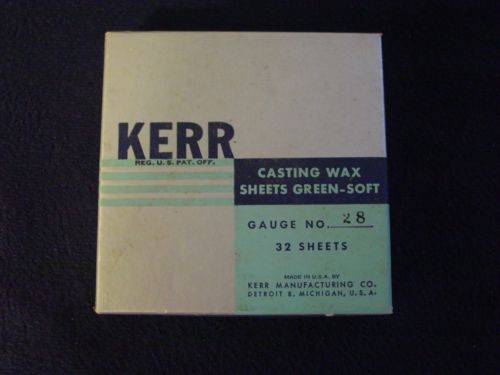 KERR
REG. U.S. PAT. OFF.
CASTING WAX
SHEETS GREEN-SOFT
GAUGE NO. 28
32 SHEETS
MADE IN U.S.A. BY
KERR MANUFACTURING CO.
DETROIT 8, MICHIGAN, U.S.A.